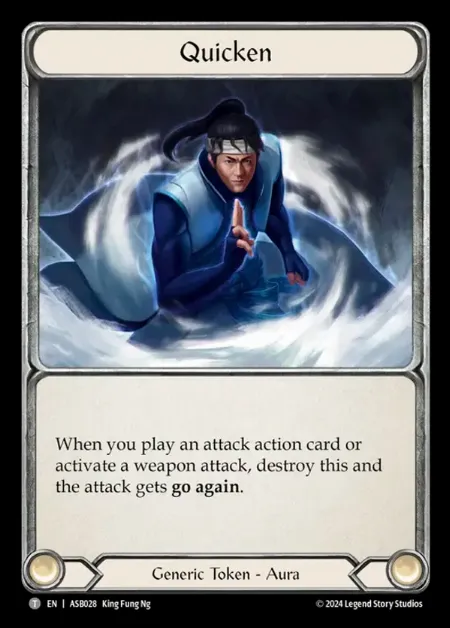 Quicken
When you play an attack action card or
activate a weapon attack, destroy this and
the attack gets go again.
Generic Token - Aura
T EN | ASB028 King Fung Ng
© 2024 Legend Story Studios